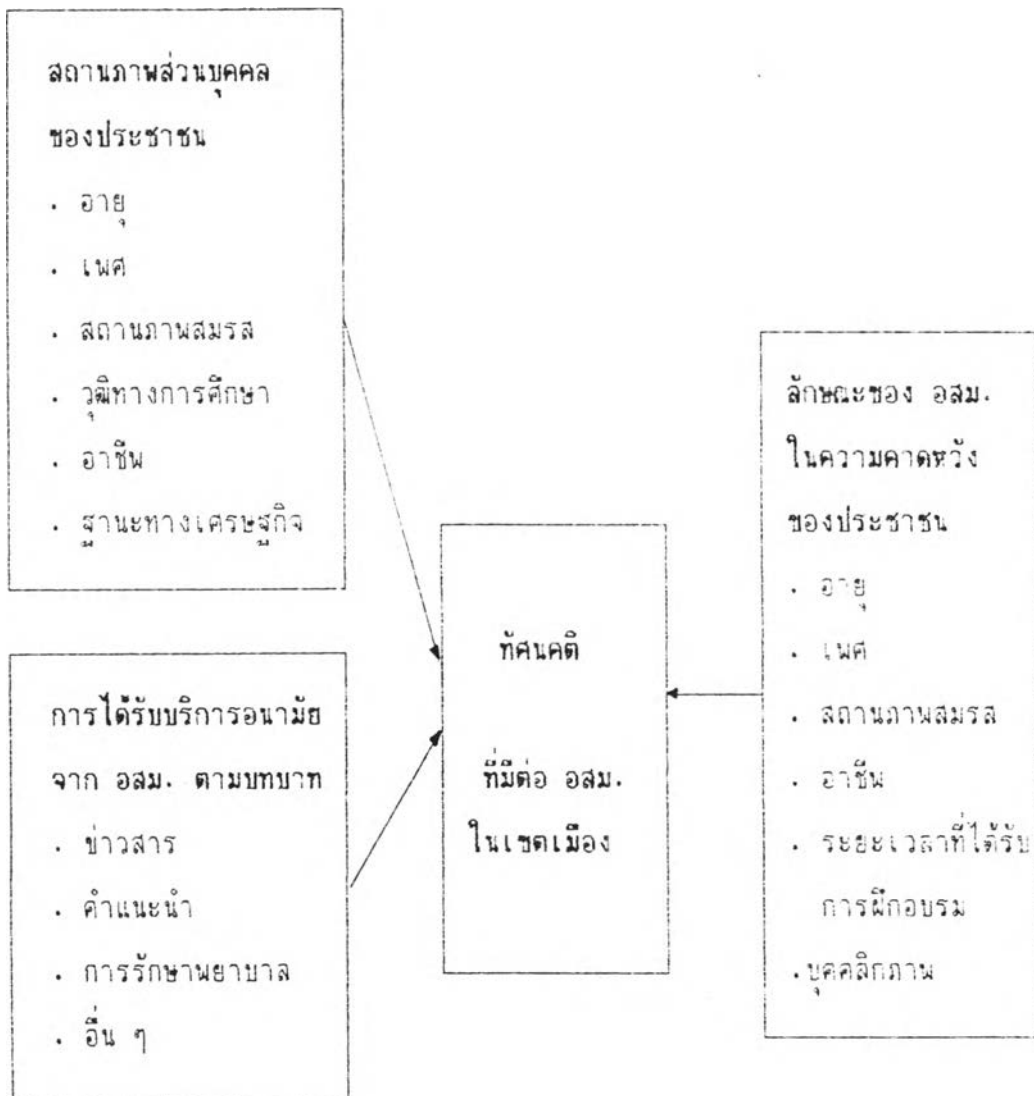 สถานภาพส่วนบุคคล
ของประชาชน
. อายุ
. เพศ
. สถานภาพสมรส
. วุฒิทางการศึกษา
. อาชีพ
. ฐานะทางเศรษฐกิจ
การได้รับบริการอนามัย
จาก อสม. ตามบทบาท
. ข่าวสาร
. คำแนะนำ
. การรักษาพยาบาล
. อื่น ๆ
ทัศนคติ
ที่มีต่อ อสม.
ในเขตเมือง
ลักษณะของ อสม.
ในความคาดหวัง
ของประชาชน
. อายุ
. เพศ
. สถานภาพสมรส
. อาชีพ
. ระยะเวลาที่ได้รับ
การฝึกอบรม
.บุคคลิกภาพ